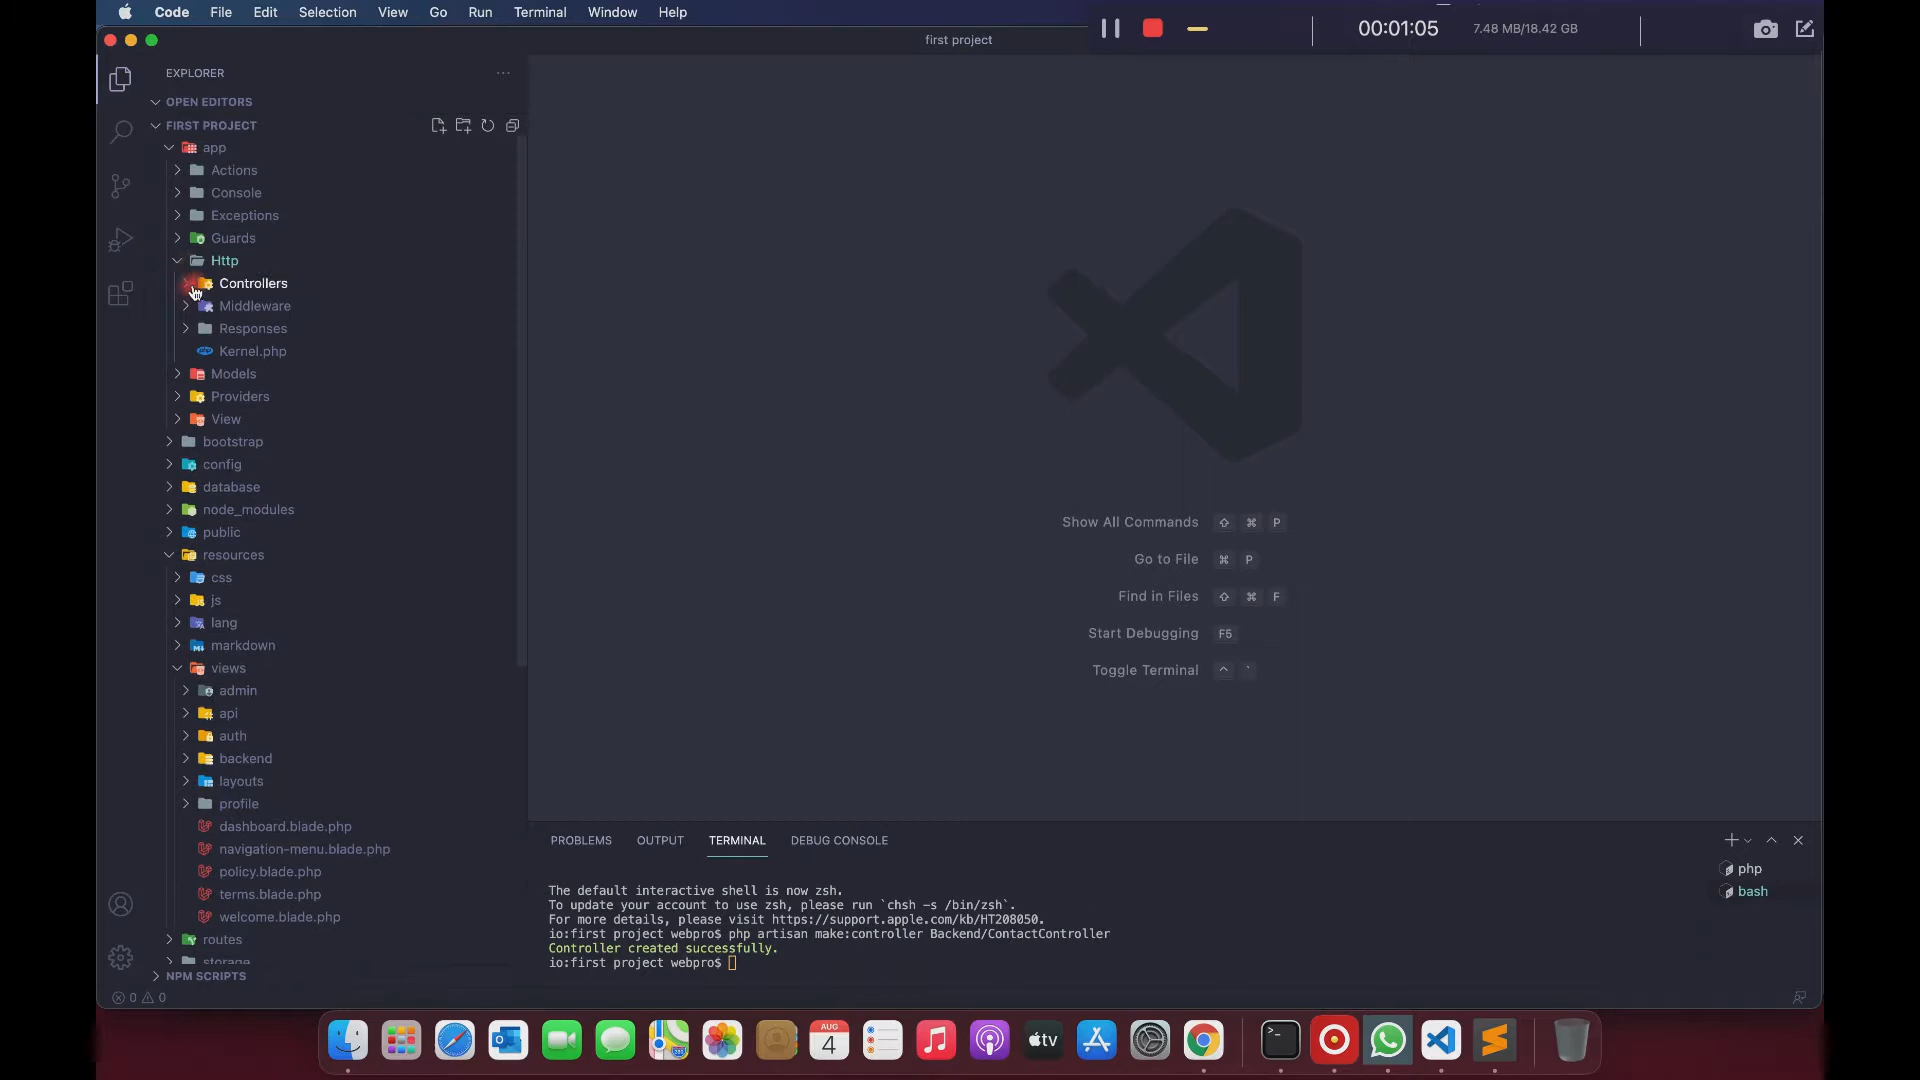 Code File Edit Selection View Go Run Terminal Window Help
00:01:05 7.48 MB/18.42 GB
first project
EXPLORER
OPEN EDITORS
FIRST PROJECT
app
Actions
Console
Exceptions
Guards
Http
Controllers
Middleware
Responses
Kernel.php
Models
Providers
View
bootstrap
config
database
node_modules
public
resources
css
js
lang
markdown
views
admin
api
auth
backend
layouts
profile
dashboard.blade.php
navigation-menu.blade.php
policy.blade.php
terms.blade.php
welcome.blade.php
routes
storage
NPM SCRIPTS
0 0
Show All Commands ⇧ ⌘ P
Go to File ⌘ P
Find in Files ⇧ ⌘ F
Start Debugging F5
Toggle Terminal ^ `
PROBLEMS OUTPUT TERMINAL DEBUG CONSOLE
php
bash
The default interactive shell is now zsh.
To update your account to use zsh, please run `chsh -s /bin/zsh`.
For more details, please visit https://support.apple.com/kb/HT208050.
io:first project webpro$ php artisan make:controller Backend/ContactController
Controller created successfully.
io:first project webpro$
AUG
4
tv